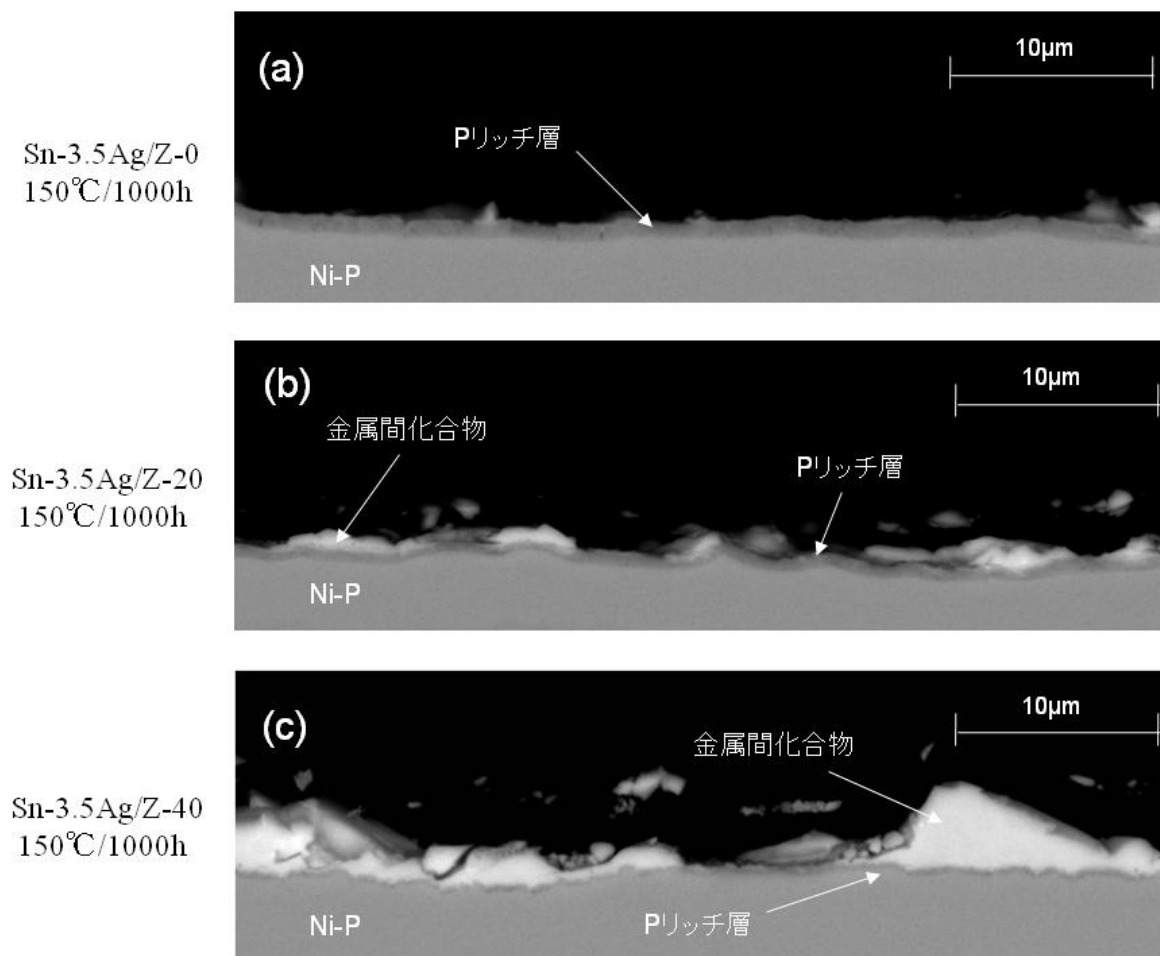 Sn-3.5Ag/Z-0
150℃/1000h
(a)
10μm
Pリッチ層
Ni-P
Sn-3.5Ag/Z-20
150℃/1000h
(b)
10μm
金属間化合物
Pリッチ層
Ni-P
Sn-3.5Ag/Z-40
150℃/1000h
(c)
10μm
金属間化合物
Pリッチ層
Ni-P